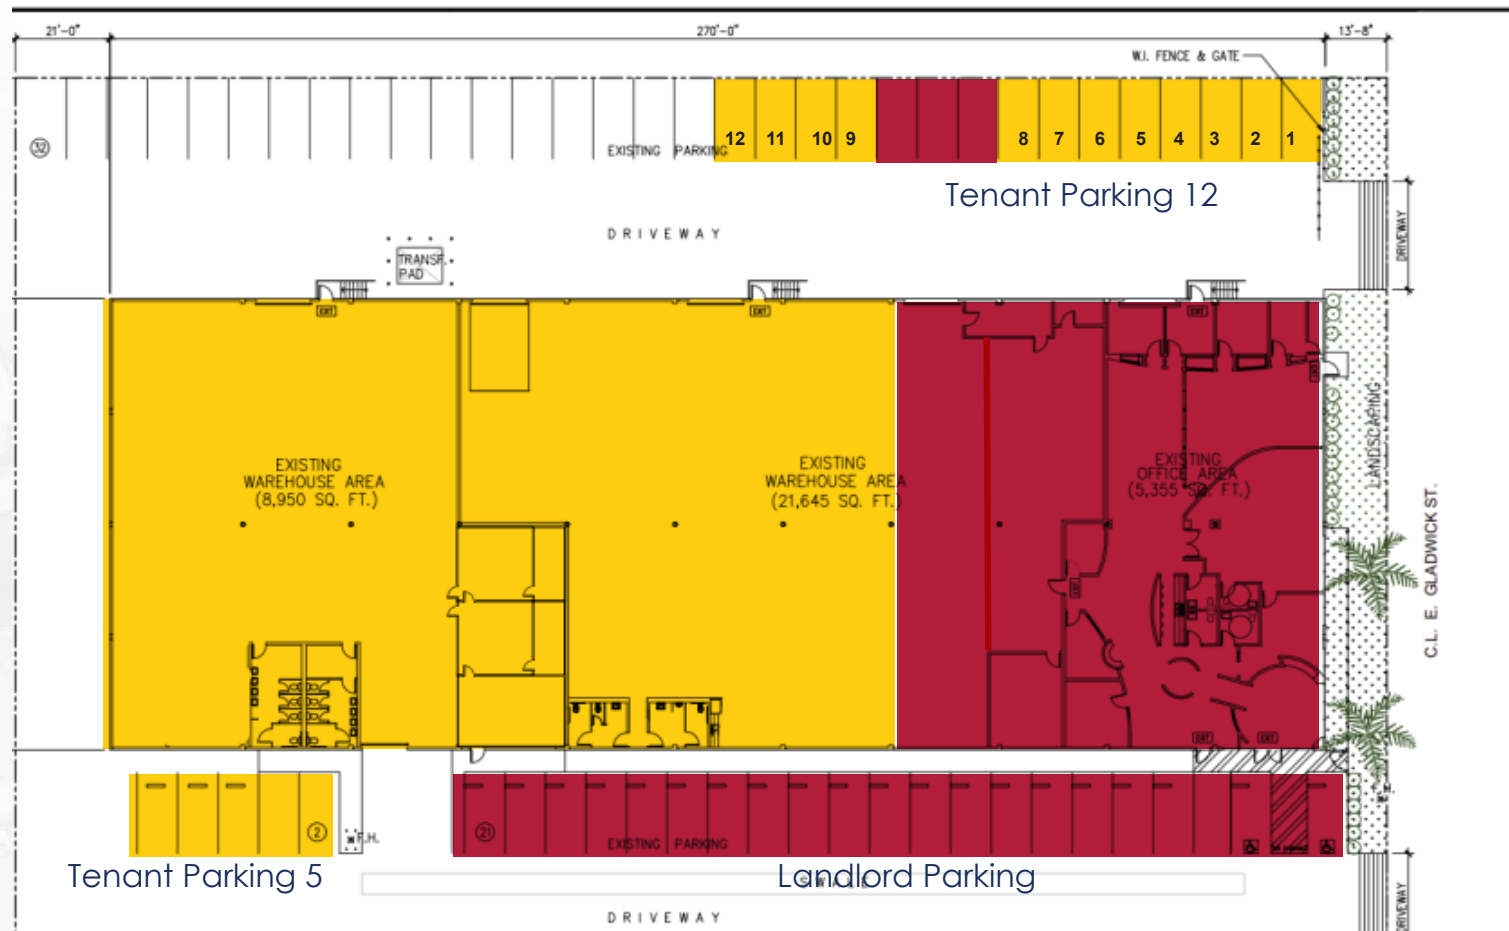 21'-0"
270'-0"
13'-8"
W.I. FENCE & GATE
32
EXISTING PARKING
12 11 10 9 8 7 6 5 4 3 2 1
Tenant Parking 12
DRIVEWAY
DRIVEWAY
TRANSF.
PAD
EXIT
EXIT
EXIT
EXIT
LANDSCAPING
EXISTING
WAREHOUSE AREA
(8,950 SQ. FT.)
EXISTING
WAREHOUSE AREA
(21,645 SQ. FT.)
EXISTING
OFFICE AREA
(5,355 SQ. FT.)
C.L. E. GLADWICK ST.
EXIT
EXIT
EXIT
2
F.H.
21
EXISTING PARKING
F.H.
Tenant Parking 5
Landlord Parking
SWALE
DRIVEWAY
DRIVEWAY